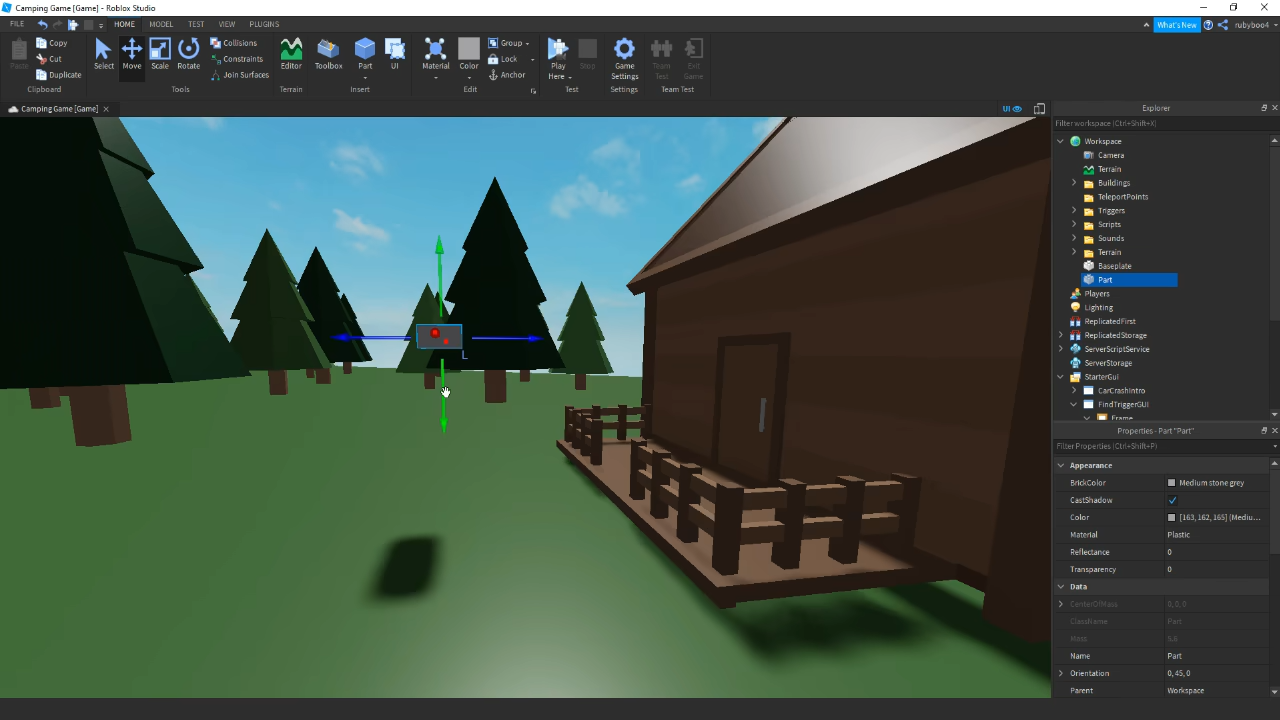 Camping Game [Game] - Roblox Studio
FILE HOME MODEL TEST VIEW PLUGINS What's New rubyboo4
Paste Copy Cut Duplicate Select Move Scale Rotate Collisions Constraints Join Surfaces Editor Toolbox Part UI Material Color Group Lock Anchor Play Here Stop Game Settings Team Test Exit Game
Clipboard Tools Terrain Insert Edit Test Settings Team Test
Camping Game [Game] UI
Explorer
Filter workspace (Ctrl+Shift+X)
Workspace
Camera
Terrain
Buildings
TeleportPoints
Triggers
Scripts
Sounds
Terrain
Baseplate
Part
Players
Lighting
ReplicatedFirst
ReplicatedStorage
ServerScriptService
ServerStorage
StarterGui
CarCrashIntro
FindTriggerGUI
Frame
L
Properties - Part "Part"
Filter Properties (Ctrl+Shift+P)
Appearance
BrickColor Medium stone grey
CastShadow
Color [163, 162, 165] (Mediu...
Material Plastic
Reflectance 0
Transparency 0
Data
CenterOfMass 0, 0, 0
ClassName Part
Mass 5.6
Name Part
Orientation 0, 45, 0
Parent Workspace